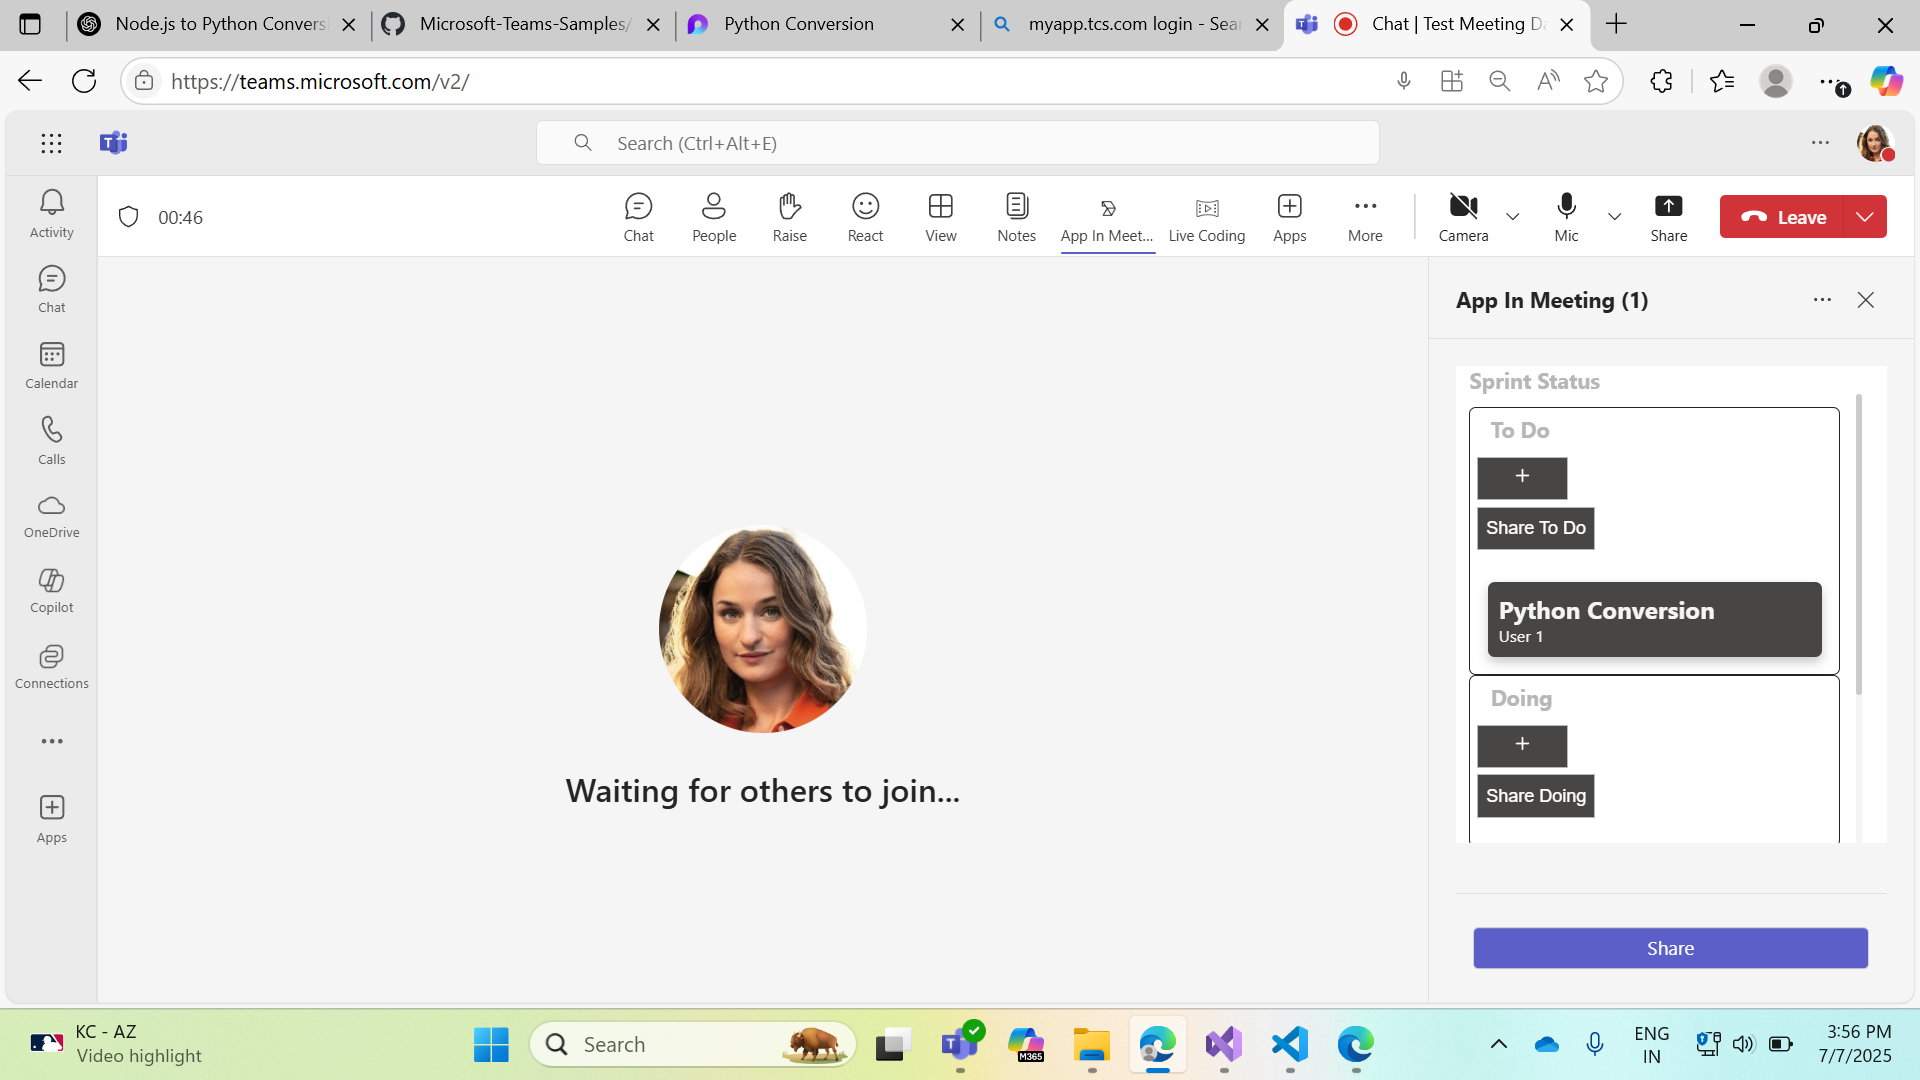 Node.js to Python Conversi
Microsoft-Teams-Samples/
Python Conversion
myapp.tcs.com login - Sea
Chat | Test Meeting Da
https://teams.microsoft.com/v2/
Search (Ctrl+Alt+E)
00:46
Chat
People
Raise
React
View
Notes
App In Meet...
Live Coding
Apps
More
Camera
Mic
Share
Leave
Activity
Chat
Calendar
Calls
OneDrive
Copilot
Connections
Apps
Waiting for others to join...
App In Meeting (1)
Sprint Status
To Do
+
Share To Do
Python Conversion
User 1
Doing
+
Share Doing
Share
KC - AZ
Video highlight
Search
M365
ENG
IN
3:56 PM
7/7/2025